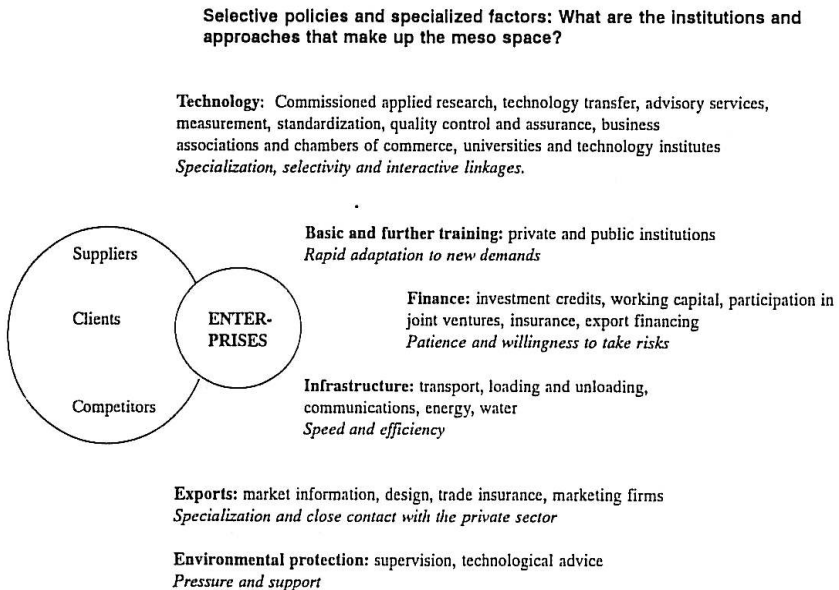 Selective policies and specialized factors: What are the institutions and
approaches that make up the meso space?
Technology: Commissioned applied research, technology transfer, advisory services,
measurement, standardization, quality control and assurance, business
associations and chambers of commerce, universities and technology institutes
Specialization, selectivity and interactive linkages.
Basic and further training: private and public institutions
Rapid adaptation to new demands
Suppliers
Clients
Competitors
ENTER-
PRISES
Finance: investment credits, working capital, participation in
joint ventures, insurance, export financing
Patience and willingness to take risks
Infrastructure: transport, loading and unloading,
communications, energy, water
Speed and efficiency
Exports: market information, design, trade insurance, marketing firms
Specialization and close contact with the private sector
Environmental protection: supervision, technological advice
Pressure and support